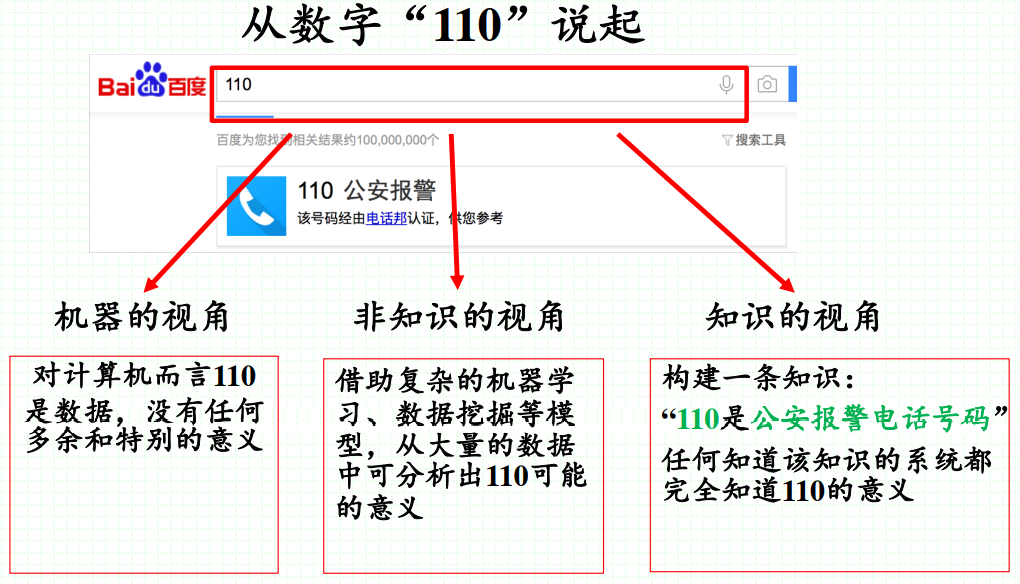 从数字“110”说起
Bai du 百度
110
百度为您找到相关结果约100,000,000个
搜索工具
110 公安报警
该号码经由电话邦认证，供您参考
机器的视角
对计算机而言110
是数据，没有任何
多余和特别的意义
非知识的视角
借助复杂的机器学
习、数据挖掘等模
型，从大量的数据
中可分析出110可能
的意义
知识的视角
构建一条知识：
“110是公安报警电话号码”
任何知道该知识的系统都
完全知道110的意义